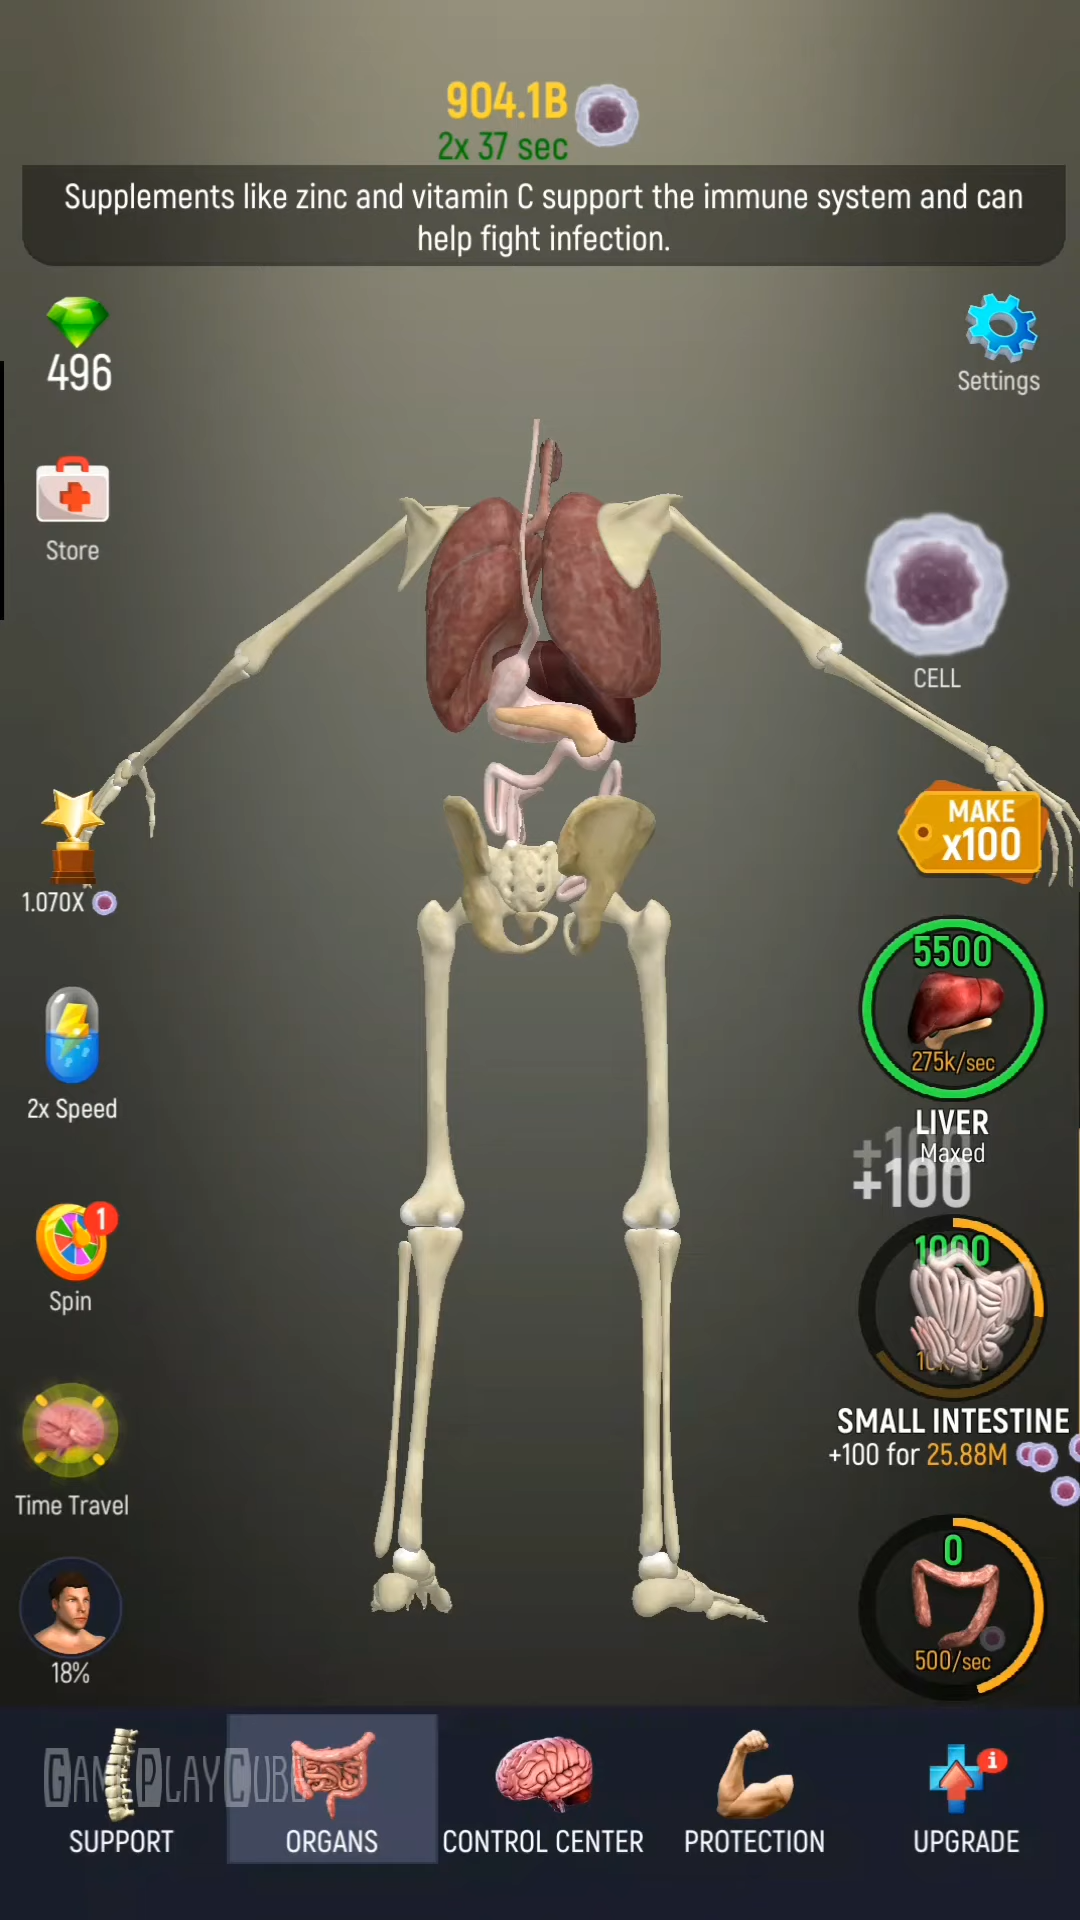 904.1B
2x 37 sec
Supplements like zinc and vitamin C support the immune system and can
help fight infection.
496
Settings
Store
CELL
MAKE
x100
1.070X
5500
275k/sec
2x Speed
LIVER
Maxed
+100
+100
1000
1
Spin
SMALL INTESTINE
+100 for 25.88M
Time Travel
0
500/sec
18%
GAMEPLAYCUBE
SUPPORT
ORGANS
CONTROL CENTER
PROTECTION
UPGRADE